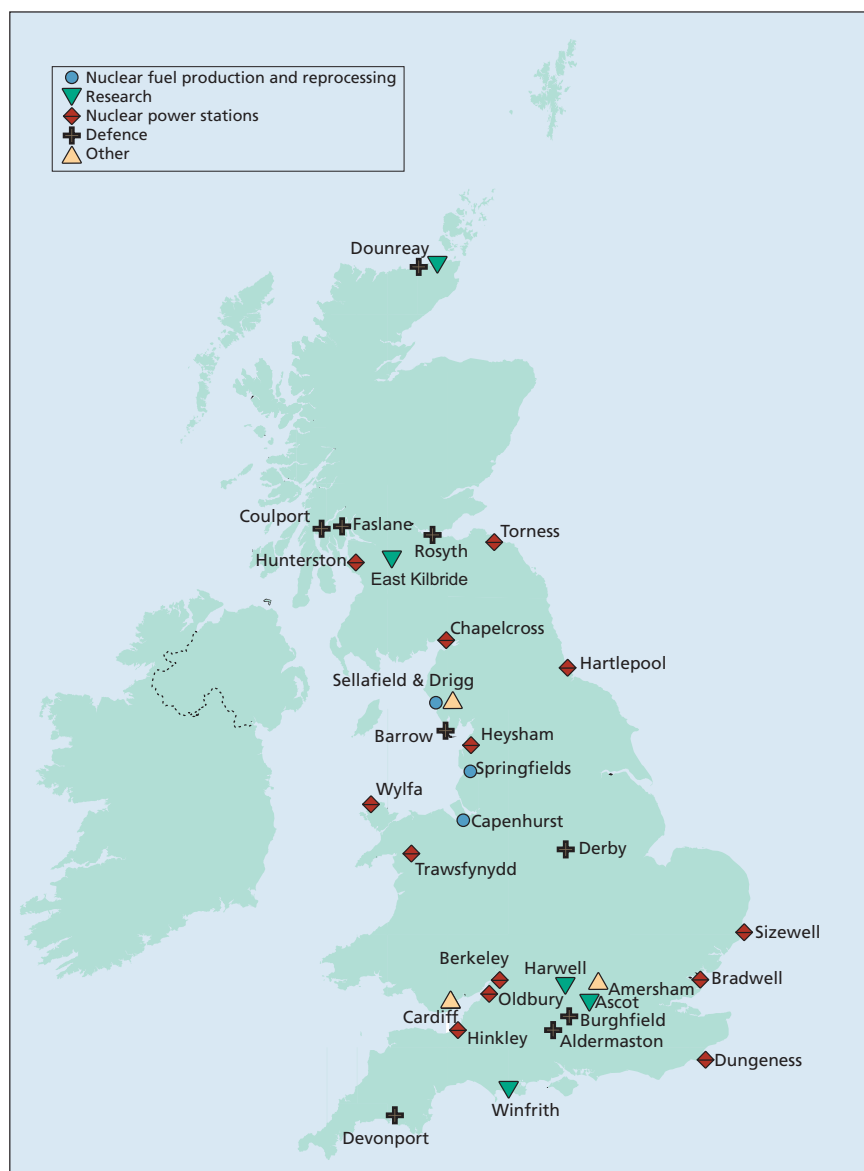 Nuclear fuel production and reprocessing
Research
Nuclear power stations
Defence
Other
Dounreay
Coulport
Faslane
Rosyth
Torness
Hunterston
East Kilbride
Chapelcross
Hartlepool
Sellafield & Drigg
Barrow
Heysham
Springfields
Wylfa
Capenhurst
Derby
Trawsfynydd
Sizewell
Berkeley
Harwell
Bradwell
Amersham
Oldbury
Ascot
Cardiff
Burghfield
Hinkley
Aldermaston
Dungeness
Winfrith
Devonport